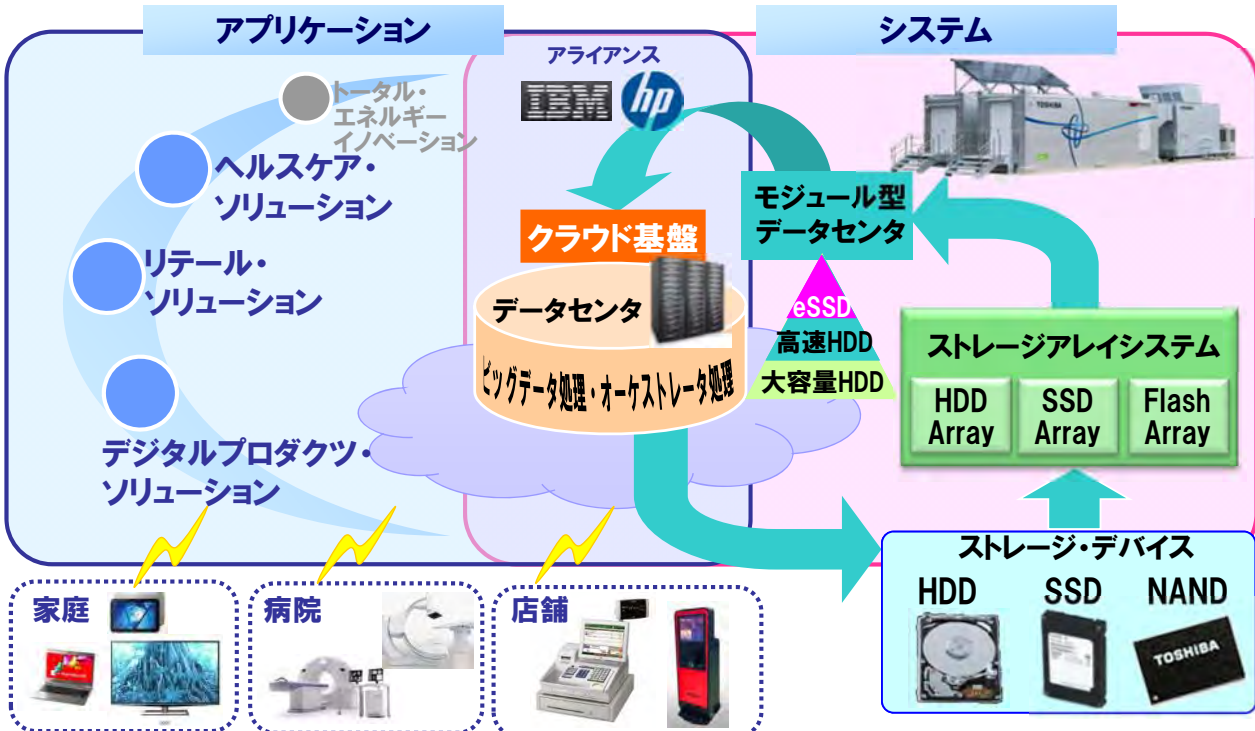 アプリケーション
システム
アライアンス
IBM
hp
TOSHIBA
トータル・
エネルギー
イノベーション
ヘルスケア・
ソリューション
リテール・
ソリューション
デジタルプロダクツ・
ソリューション
クラウド基盤
データセンタ
ビッグデータ処理・オーケストレータ処理
モジュール型
データセンタ
eSSD
高速HDD
大容量HDD
ストレージアレイシステム
HDD
Array
SSD
Array
Flash
Array
ストレージ・デバイス
HDD
SSD
NAND
TOSHIBA
家庭
病院
店舗